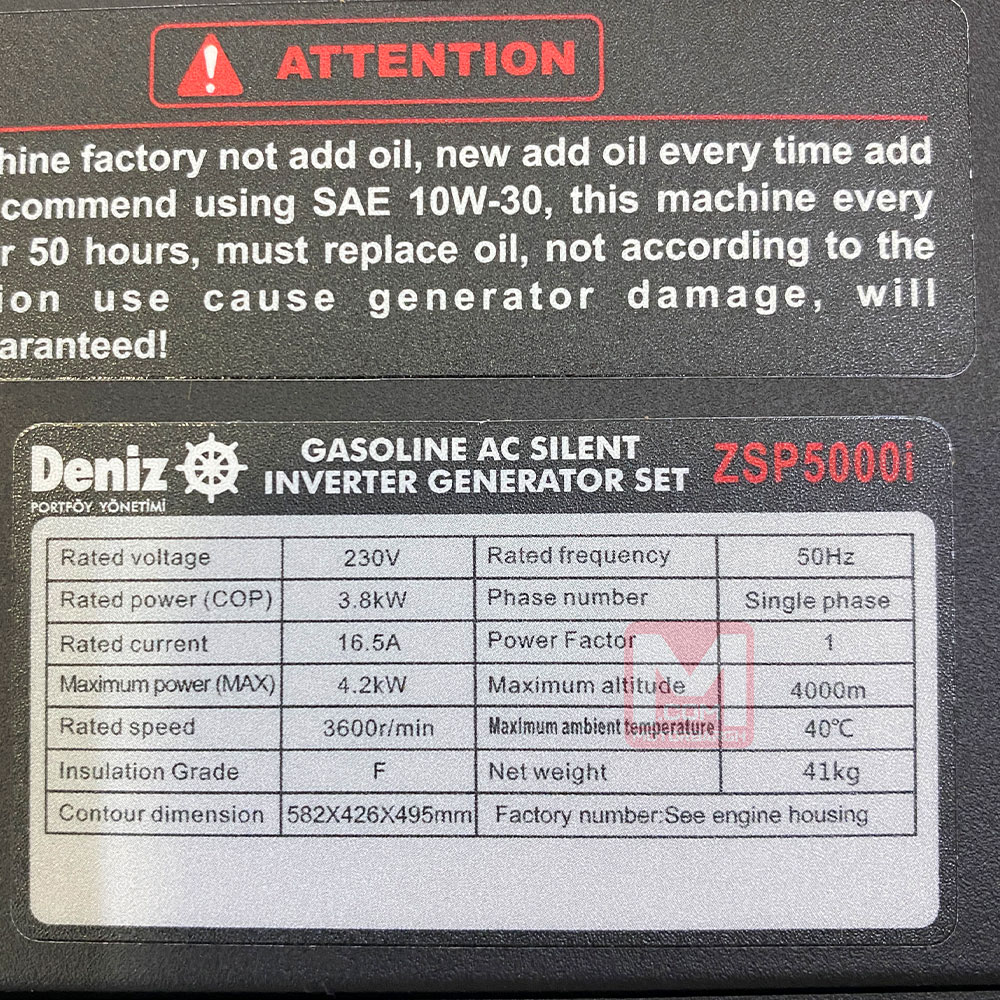 ATTENTION
hine factory not add oil, new add oil every time add
commend using SAE 10W-30, this machine every
r 50 hours, must replace oil, not according to the
ion use cause generator damage, will
aranteed!
Deniz
PORTFÖY YÖNETİMİ
GASOLINE AC SILENT
INVERTER GENERATOR SET
ZSP5000i
Rated voltage 230V Rated frequency 50Hz
Rated power (COP) 3.8kW Phase number Single phase
Rated current 16.5A Power Factor 1
Maximum power (MAX) 4.2kW Maximum altitude 4000m
Rated speed 3600r/min Maximum ambient temperature 40℃
Insulation Grade F Net weight 41kg
Contour dimension 582X426X495mm Factory number:See engine housing